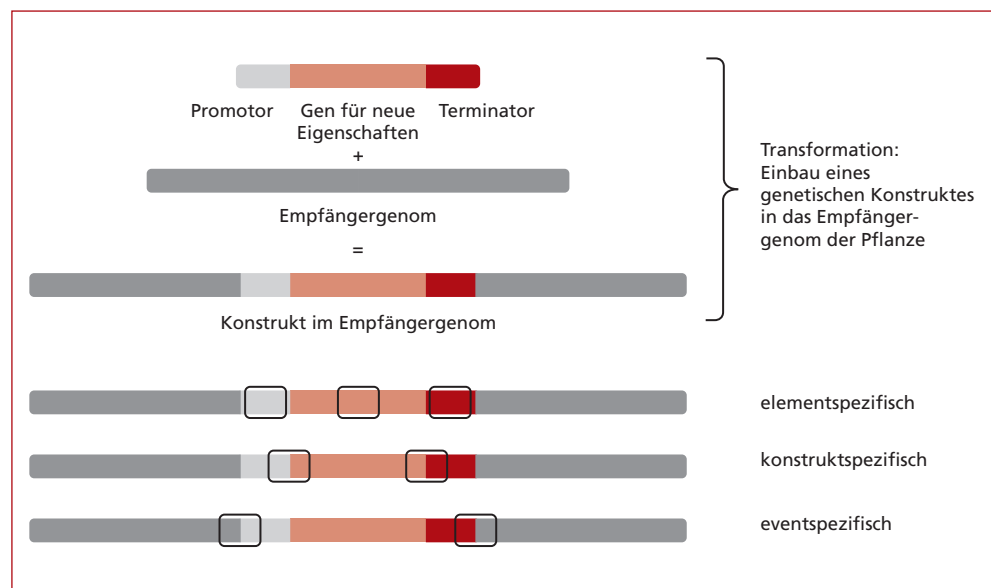 Promotor
Gen für neue
Eigenschaften
Terminator
+
Empfängergenom
=
Konstrukt im Empfängergenom
Transformation:
Einbau eines
genetischen Konstruktes
in das Empfänger-
genom der Pflanze
elementspezifisch
konstruktspezifisch
eventspezifisch